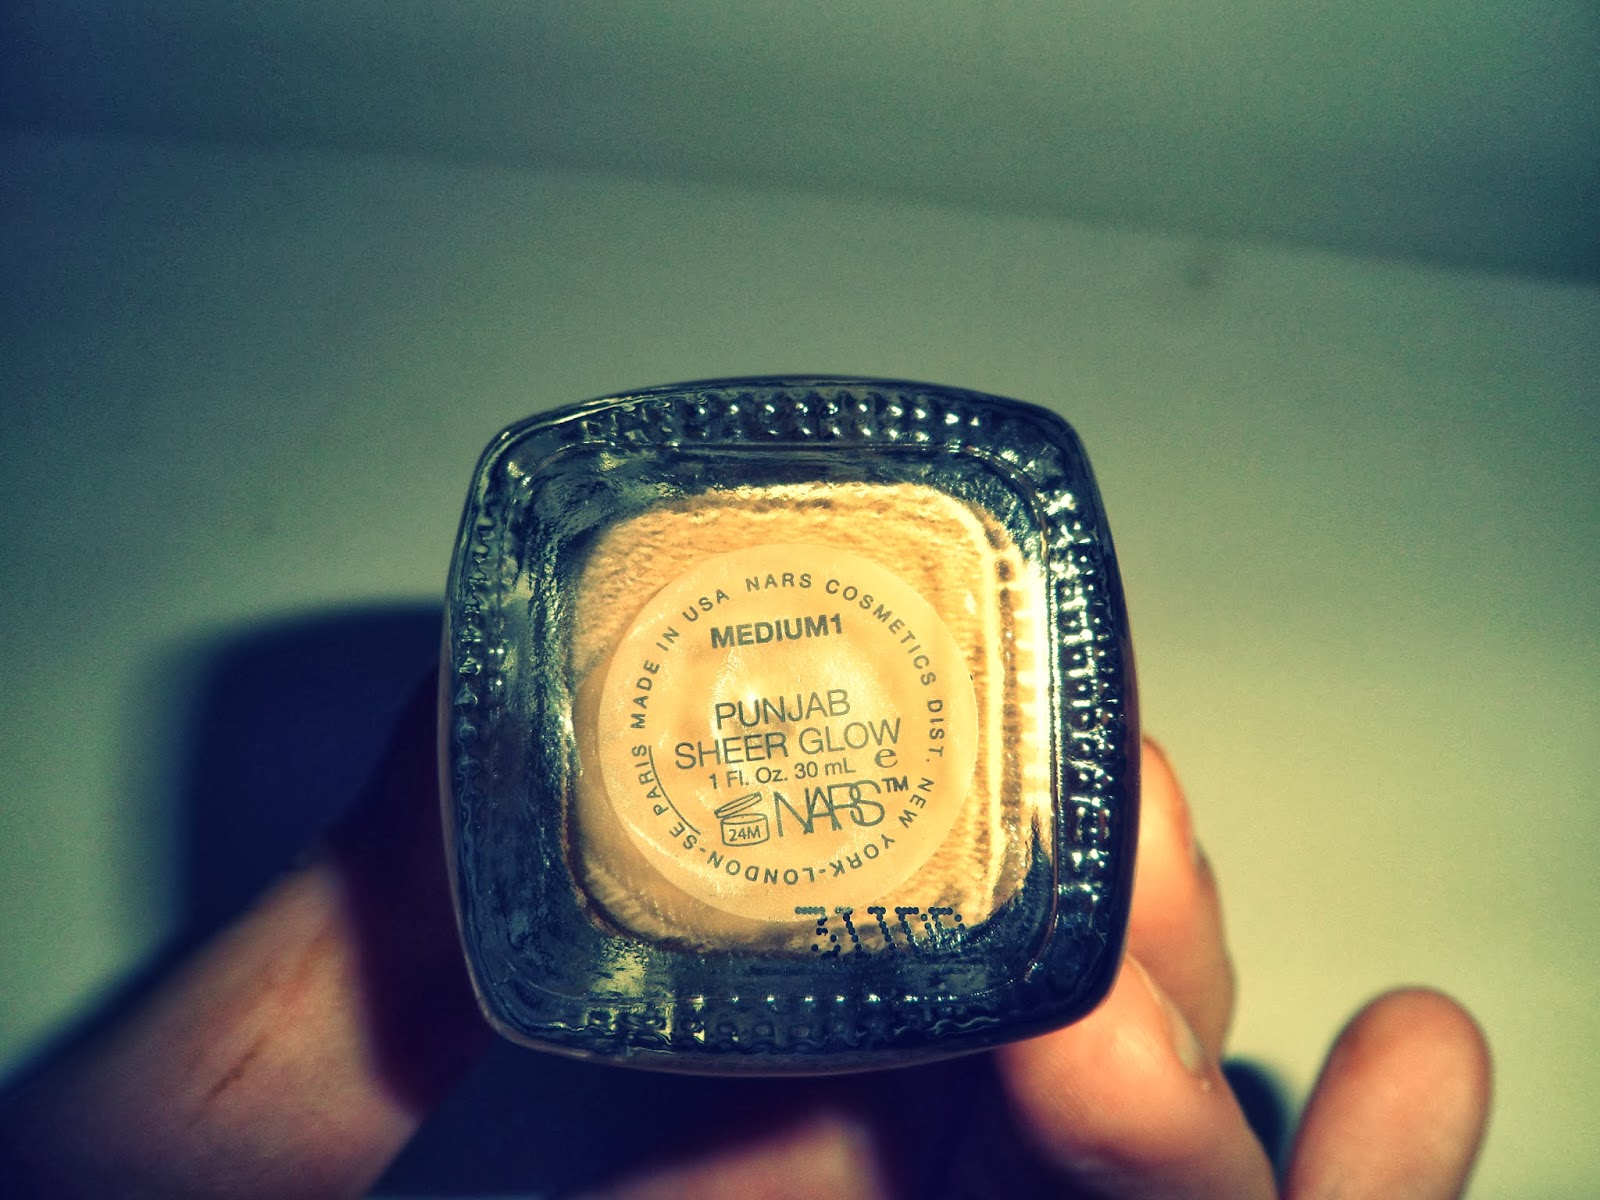 MADE IN USA NARS COSMETICS DIST. NEW YORK-LONDON-SE PARIS
MEDIUM1
PUNJAB
SHEER GLOW
1 Fl. Oz. 30 mL e
24M NARS™